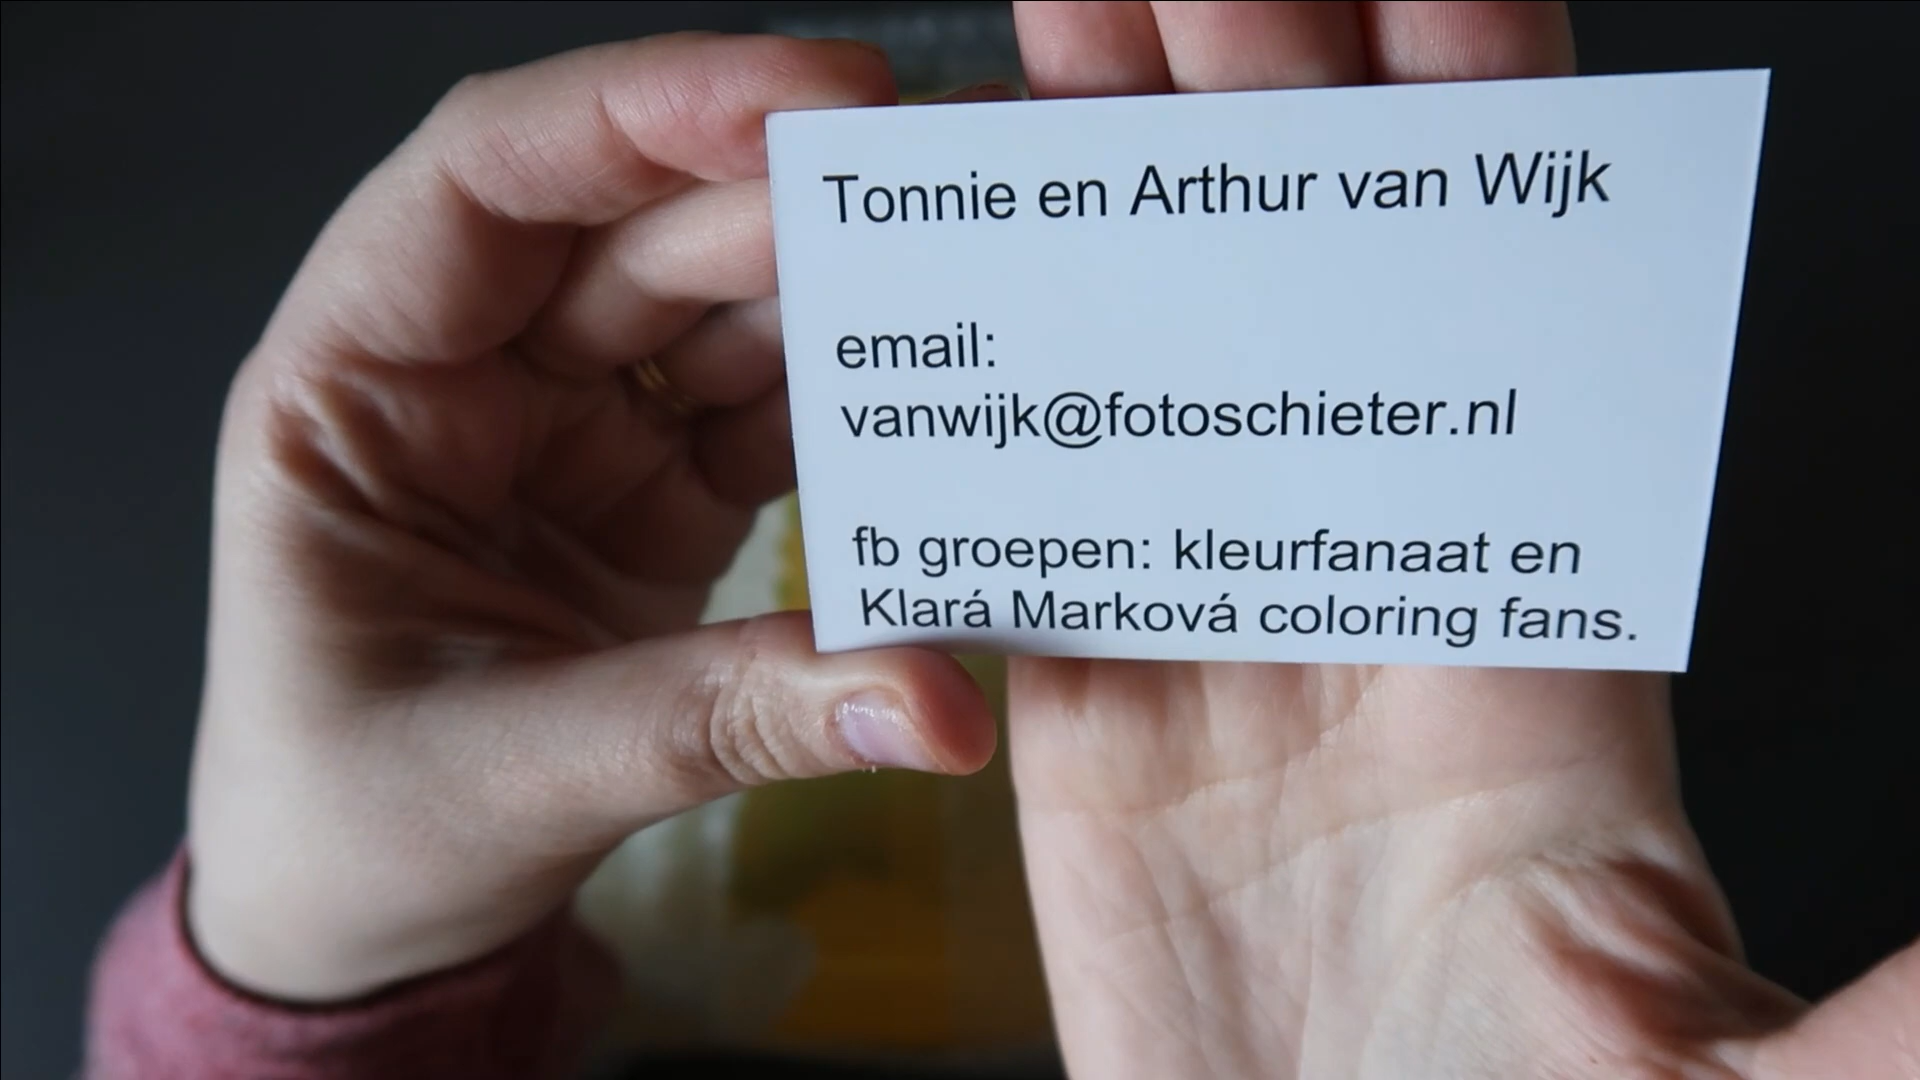 Tonnie en Arthur van Wijk
email:
vanwijk@fotoschieter.nl
fb groepen: kleurfanaat en
Klará Marková coloring fans.